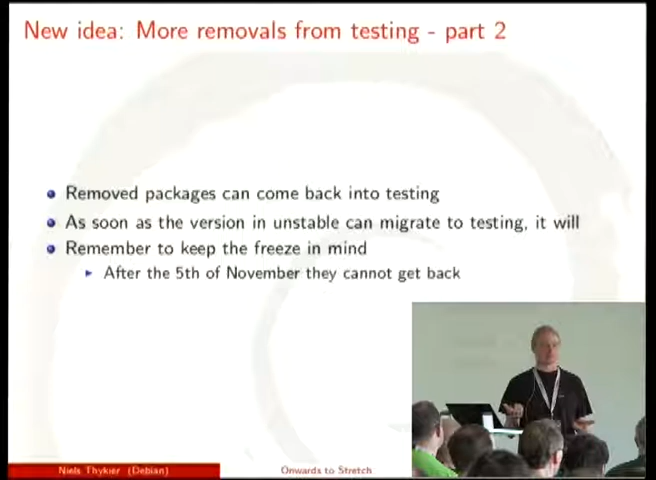 New idea: More removals from testing - part 2
Removed packages can come back into testing
As soon as the version in unstable can migrate to testing, it will
Remember to keep the freeze in mind
After the 5th of November they cannot get back
Niels Thykier (Debian)
Onwards to Stretch